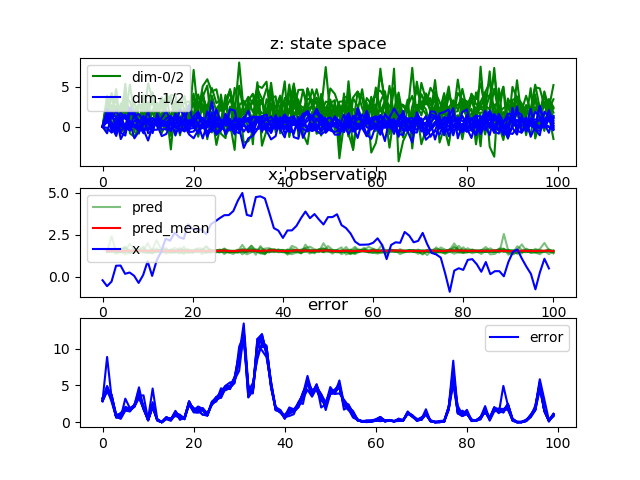 z: state space
dim-0/2
dim-1/2
5
0
0 20 40 60 80 100
x: observation
pred
pred_mean
x
5.0
2.5
0.0
0 20 40 60 80 100
error
error
10
5
0
0 20 40 60 80 100